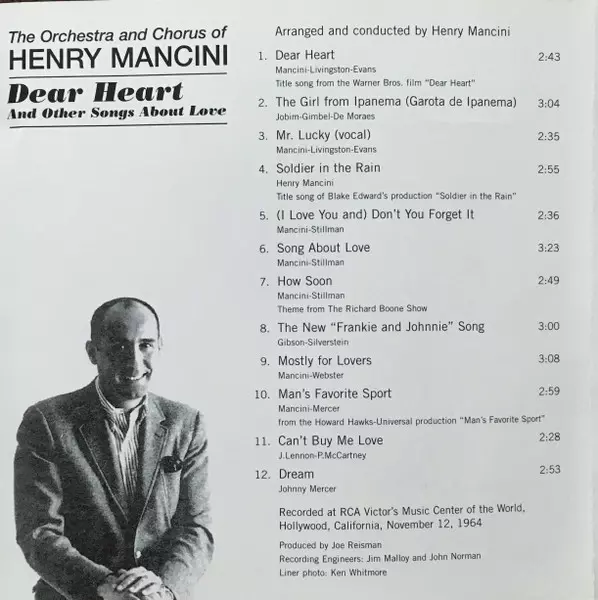 The Orchestra and Chorus of
HENRY MANCINI
Dear Heart
And Other Songs About Love
Arranged and conducted by Henry Mancini
1. Dear Heart 2:43
Mancini-Livingston-Evans
Title song from the Warner Bros. film "Dear Heart"
2. The Girl from Ipanema (Garota de Ipanema) 3:04
Jobim-Gimbel-De Moraes
3. Mr. Lucky (vocal) 2:35
Mancini-Livingston-Evans
4. Soldier in the Rain 2:55
Henry Mancini
Title song of Blake Edward's production "Soldier in the Rain"
5. (I Love You and) Don't You Forget It 2:36
Mancini-Stillman
6. Song About Love 3:23
Mancini-Stillman
7. How Soon 2:49
Mancini-Stillman
Theme from The Richard Boone Show
8. The New "Frankie and Johnnie" Song 3:00
Gibson-Silverstein
9. Mostly for Lovers 3:08
Mancini-Webster
10. Man's Favorite Sport 2:59
Mancini-Mercer
from the Howard Hawks-Universal production "Man's Favorite Sport"
11. Can't Buy Me Love 2:28
J.Lennon-P.McCartney
12. Dream 2:53
Johnny Mercer
Recorded at RCA Victor's Music Center of the World,
Hollywood, California, November 12, 1964
Produced by Joe Reisman
Recording Engineers: Jim Malloy and John Norman
Liner photo: Ken Whitmore